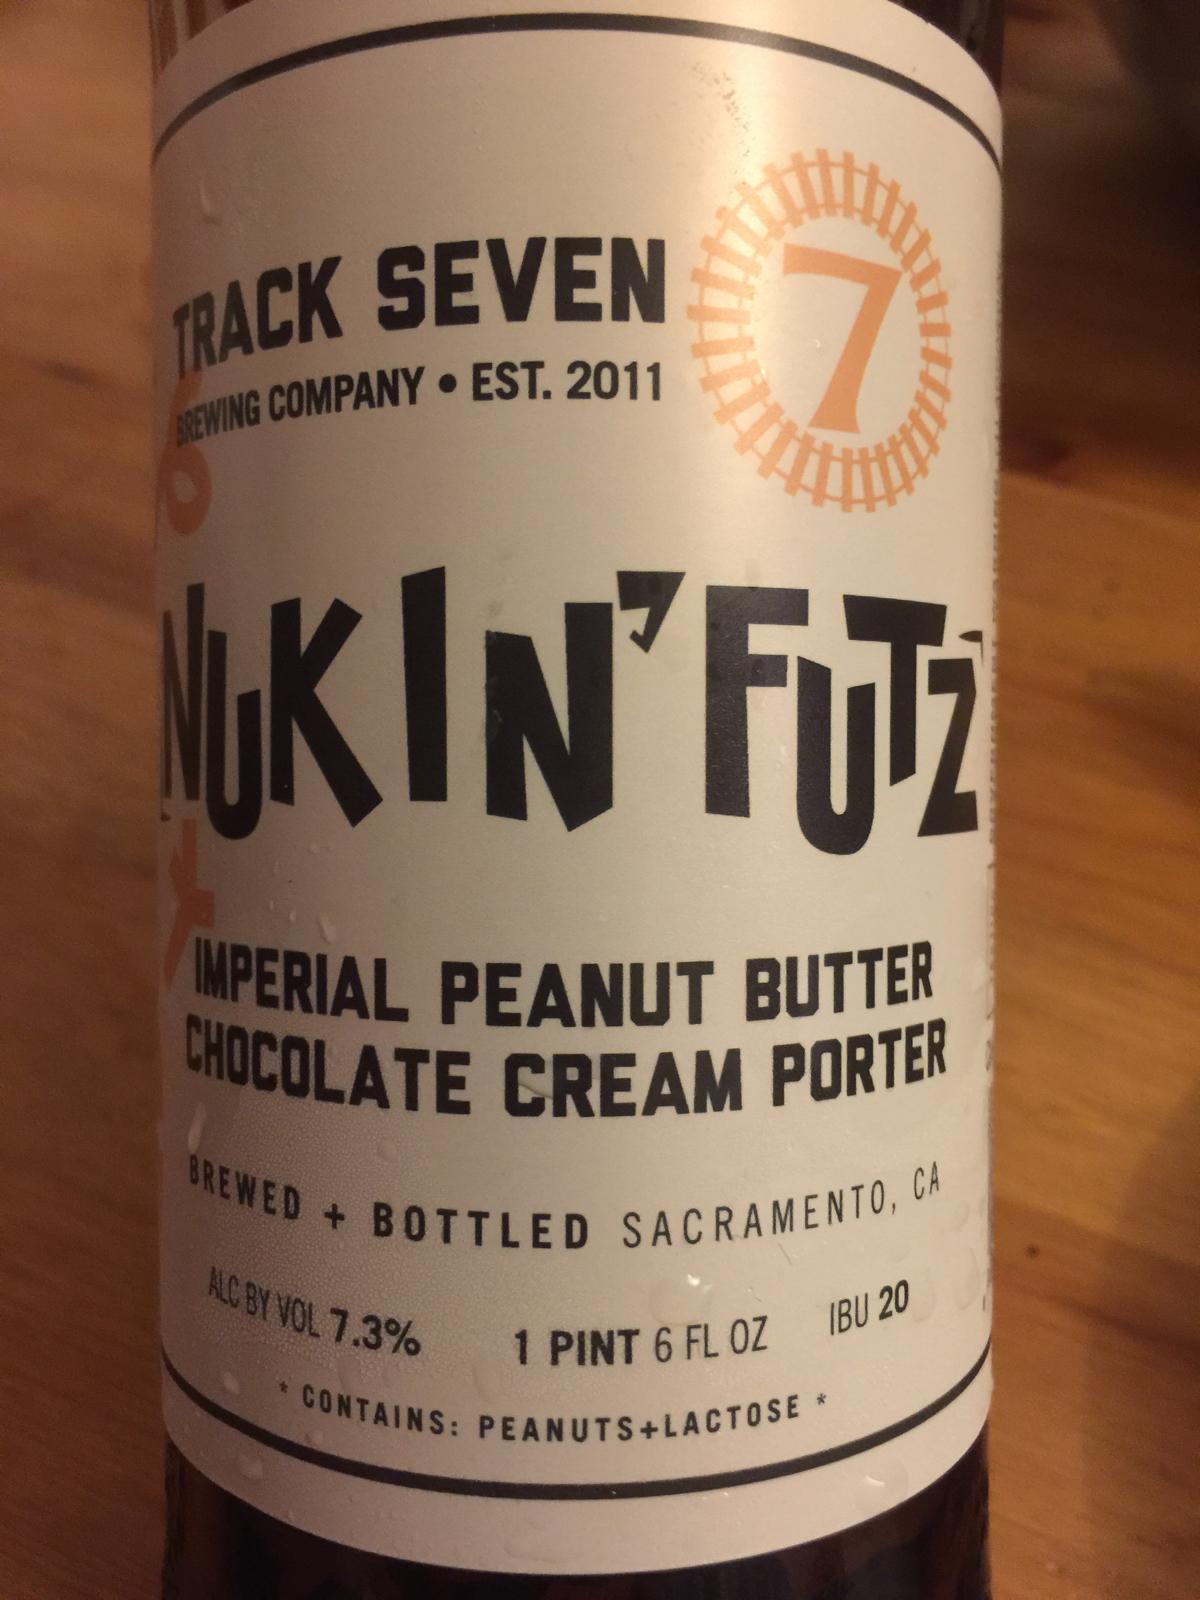 TRACK SEVEN
BREWING COMPANY • EST. 2011
7
NUKIN' FUTZ
IMPERIAL PEANUT BUTTER
CHOCOLATE CREAM PORTER
BREWED + BOTTLED SACRAMENTO, CA
ALC BY VOL 7.3% 1 PINT 6 FL OZ IBU 20
* CONTAINS: PEANUTS+LACTOSE *